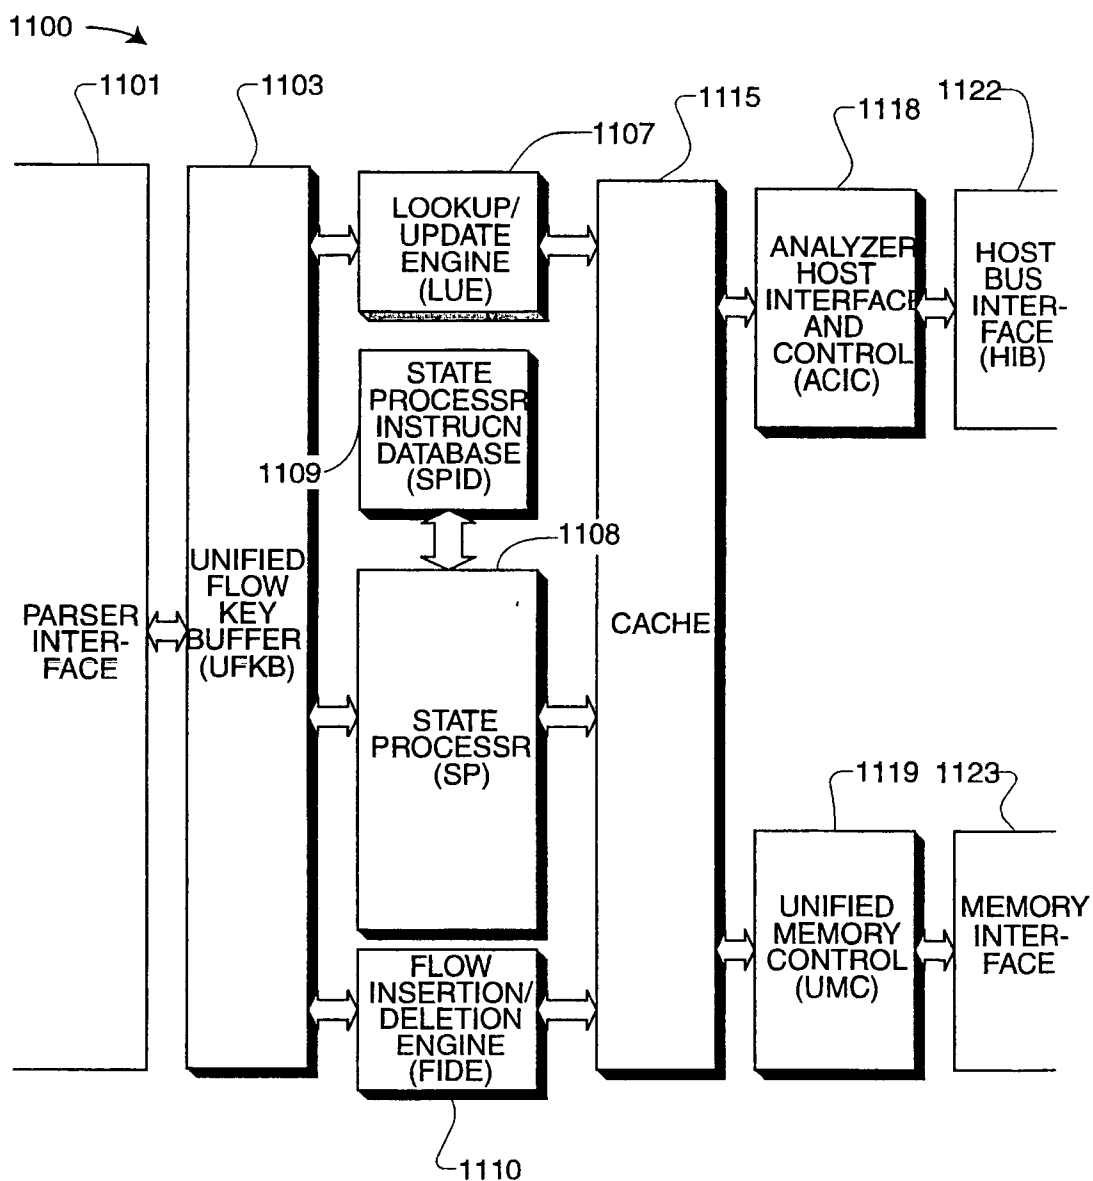 1100
1101
1103
1107
1115
1118
1122
LOOKUP/
UPDATE
ENGINE
(LUE)
ANALYZER
HOST
INTERFACE
AND
CONTROL
(ACIC)
HOST
BUS
INTER-
FACE
(HIB)
STATE
PROCESSR
INSTRUCN
DATABASE
(SPID)
1109
1108
PARSER
INTER-
FACE
UNIFIED
FLOW
KEY
BUFFER
(UFKB)
CACHE
STATE
PROCESSR
(SP)
1119
1123
UNIFIED
MEMORY
CONTROL
(UMC)
MEMORY
INTER-
FACE
FLOW
INSERTION/
DELETION
ENGINE
(FIDE)
1110